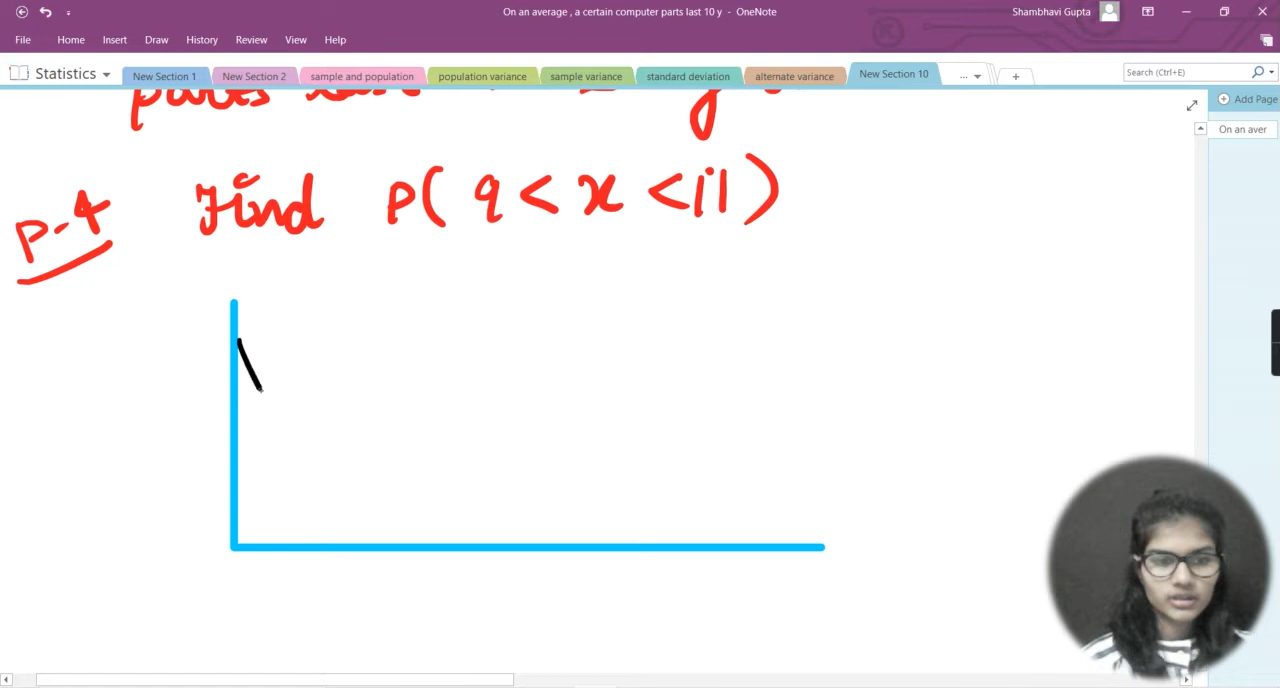 On an average , a certain computer parts last 10 y - OneNote
Shambhavi Gupta
File Home Insert Draw History Review View Help
Statistics
New Section 1 New Section 2 sample and population population variance sample variance standard deviation alternate variance New Section 10 ...
Search (Ctrl+E)
Add Page
On an aver
parts last
P-4
Find P( 9 < x < 11 )